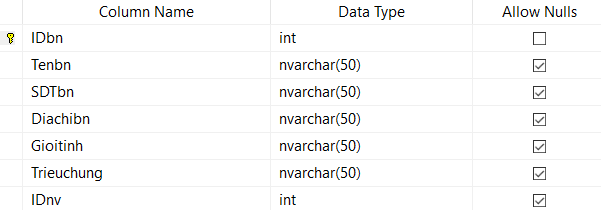 Column Name Data Type Allow Nulls
IDbn int
Tenbn nvarchar(50)
SDTbn nvarchar(50)
Diachibn nvarchar(50)
Gioitinh nvarchar(50)
Trieuchung nvarchar(50)
IDnv int